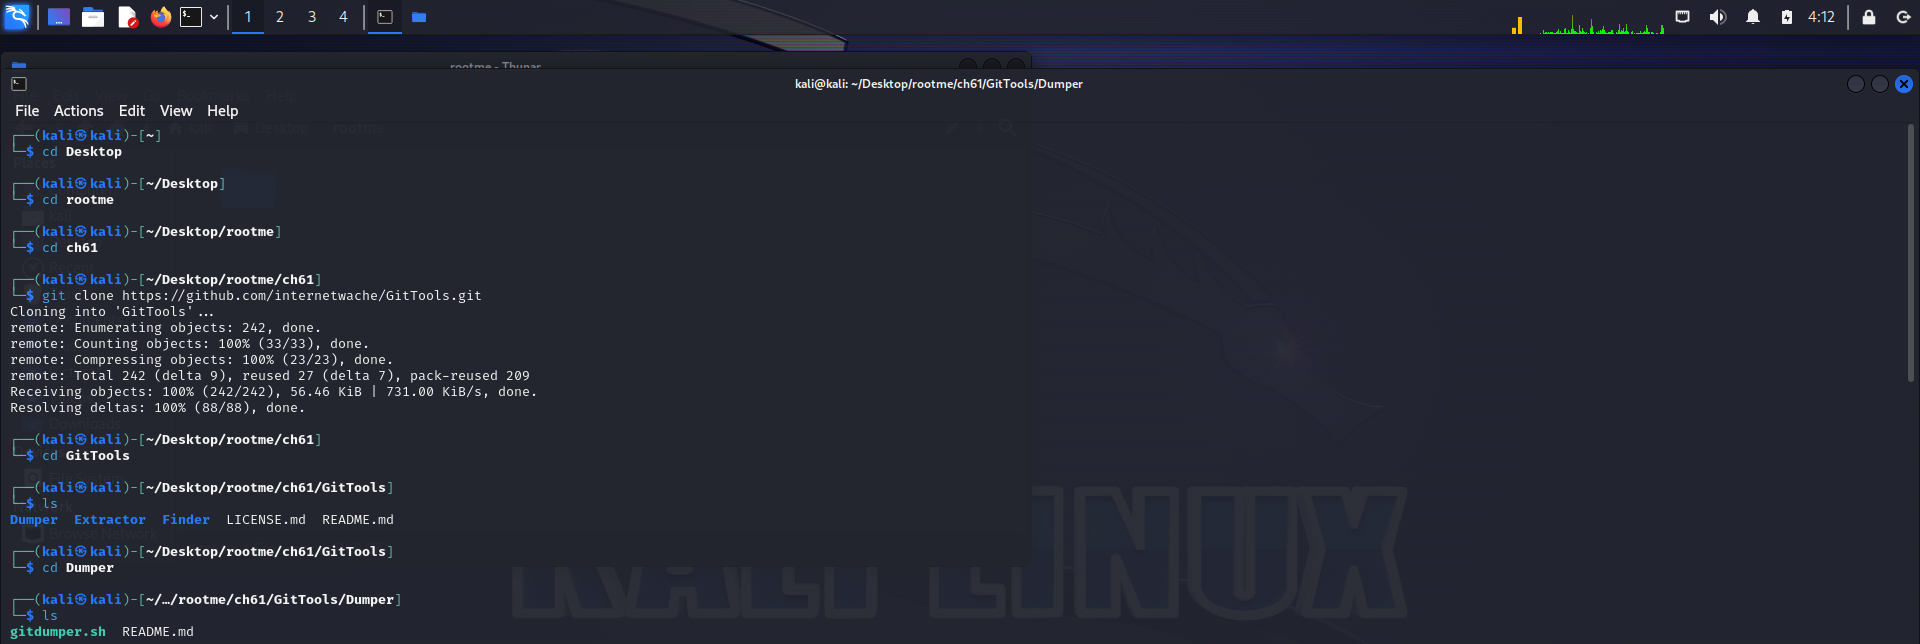 1 2 3 4 4:12
rootme - Thunar
kali@kali: ~/Desktop/rootme/ch61/GitTools/Dumper
File Actions Edit View Help
┌──(kali㉿kali)-[~]
└─$ cd Desktop
┌──(kali㉿kali)-[~/Desktop]
└─$ cd rootme
┌──(kali㉿kali)-[~/Desktop/rootme]
└─$ cd ch61
┌──(kali㉿kali)-[~/Desktop/rootme/ch61]
└─$ git clone https://github.com/internetwache/GitTools.git
Cloning into 'GitTools'...
remote: Enumerating objects: 242, done.
remote: Counting objects: 100% (33/33), done.
remote: Compressing objects: 100% (23/23), done.
remote: Total 242 (delta 9), reused 27 (delta 7), pack-reused 209
Receiving objects: 100% (242/242), 56.46 KiB | 731.00 KiB/s, done.
Resolving deltas: 100% (88/88), done.
┌──(kali㉿kali)-[~/Desktop/rootme/ch61]
└─$ cd GitTools
┌──(kali㉿kali)-[~/Desktop/rootme/ch61/GitTools]
└─$ ls
Dumper Extractor Finder LICENSE.md README.md
┌──(kali㉿kali)-[~/Desktop/rootme/ch61/GitTools]
└─$ cd Dumper
┌──(kali㉿kali)-[~/…/rootme/ch61/GitTools/Dumper]
└─$ ls
gitdumper.sh README.md
KALI LINUX